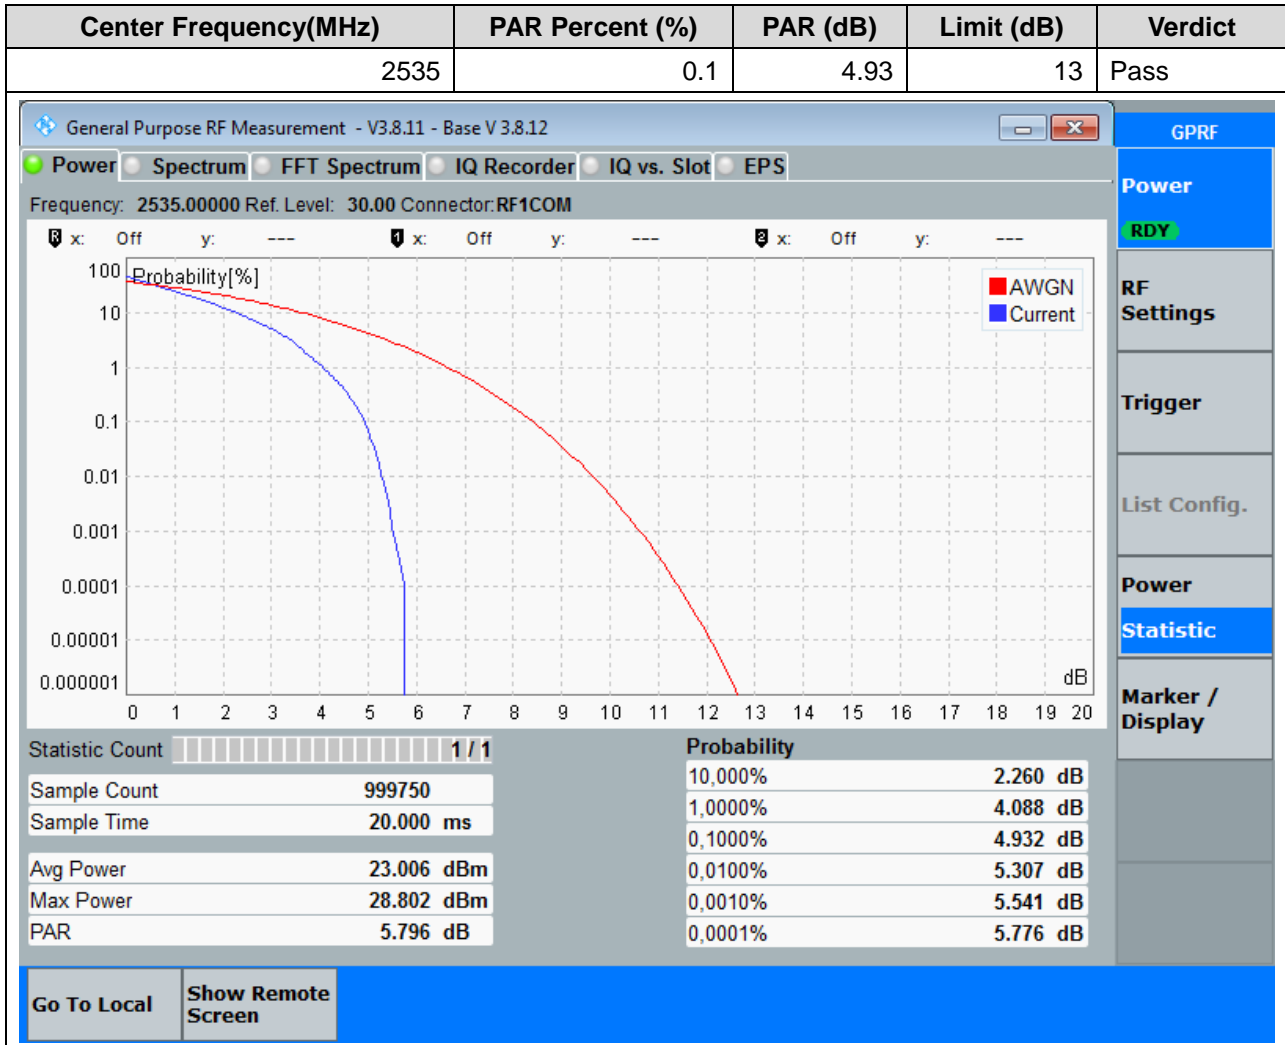 Center Frequency(MHz) PAR Percent (%) PAR (dB) Limit (dB) Verdict
2535 0.1 4.93 13 Pass
General Purpose RF Measurement - V3.8.11 - Base V 3.8.12
GPRF
Power Spectrum FFT Spectrum IQ Recorder IQ vs. Slot EPS
Frequency: 2535.00000 Ref. Level: 30.00 Connector:RF1COM
R x: Off y: --- 1 x: Off y: --- 2 x: Off y: ---
Probability[%]
AWGN
Current
100
10
1
0.1
0.01
0.001
0.0001
0.00001
0.000001
dB
0 1 2 3 4 5 6 7 8 9 10 11 12 13 14 15 16 17 18 19 20
Statistic Count 1 / 1
Sample Count 999750
Sample Time 20.000 ms
Avg Power 23.006 dBm
Max Power 28.802 dBm
PAR 5.796 dB
Probability
10,000% 2.260 dB
1,0000% 4.088 dB
0,1000% 4.932 dB
0,0100% 5.307 dB
0,0010% 5.541 dB
0,0001% 5.776 dB
Power
RDY
RF
Settings
Trigger
List Config.
Power
Statistic
Marker /
Display
Go To Local
Show Remote
Screen